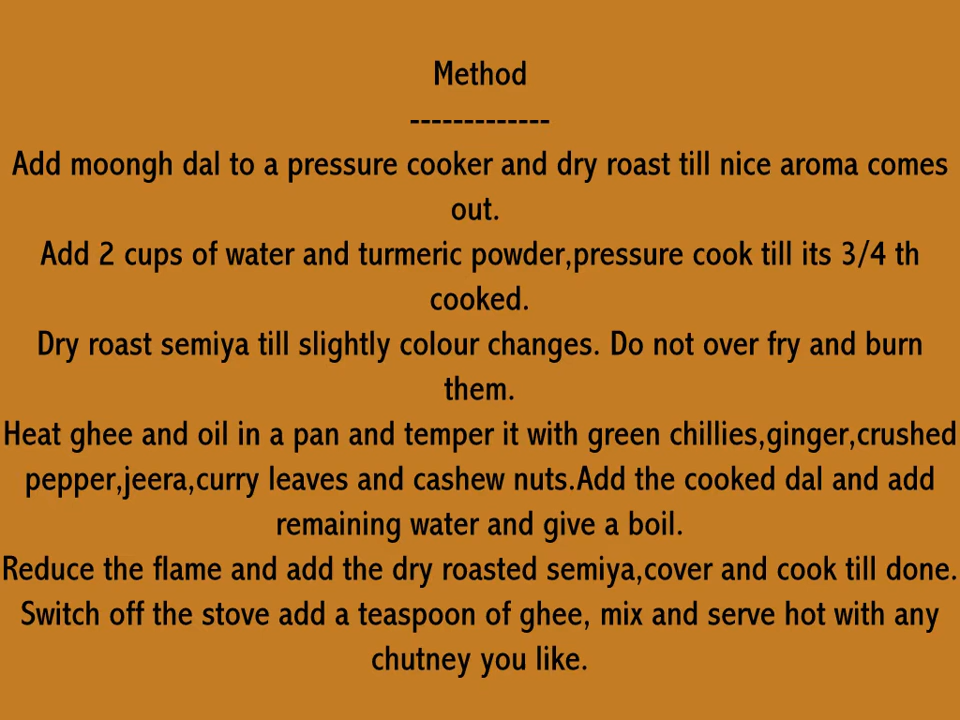 Method
-------------
Add moongh dal to a pressure cooker and dry roast till nice aroma comes
out.
Add 2 cups of water and turmeric powder,pressure cook till its 3/4 th
cooked.
Dry roast semiya till slightly colour changes. Do not over fry and burn
them.
Heat ghee and oil in a pan and temper it with green chillies,ginger,crushed
pepper,jeera,curry leaves and cashew nuts.Add the cooked dal and add
remaining water and give a boil.
Reduce the flame and add the dry roasted semiya,cover and cook till done.
Switch off the stove add a teaspoon of ghee, mix and serve hot with any
chutney you like.